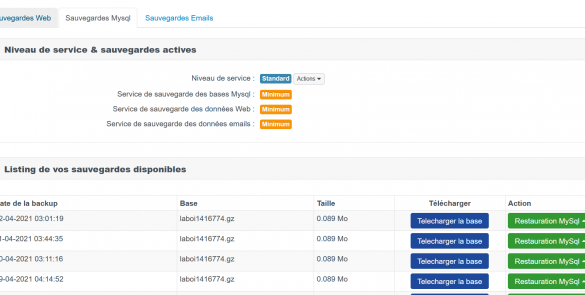 uvegardes Web Sauvegardes Mysql Sauvegardes Emails
Niveau de service & sauvegardes actives
Niveau de service : Standard Actions
Service de sauvegarde des bases Mysql : Minimum
Service de sauvegarde des données Web : Minimum
Service de sauvegarde des données emails : Minimum
Listing de vos sauvegardes disponibles
ate de la backup Base Taille Télécharger Action
2-04-2021 03:01:19 laboi1416774.gz 0.089 Mo Telecharger la base Restauration MySql
1-04-2021 03:44:35 laboi1416774.gz 0.089 Mo Telecharger la base Restauration MySql
0-04-2021 03:11:16 laboi1416774.gz 0.089 Mo Telecharger la base Restauration MySql
9-04-2021 04:14:52 laboi1416774.gz 0.089 Mo Telecharger la base Restauration MySql